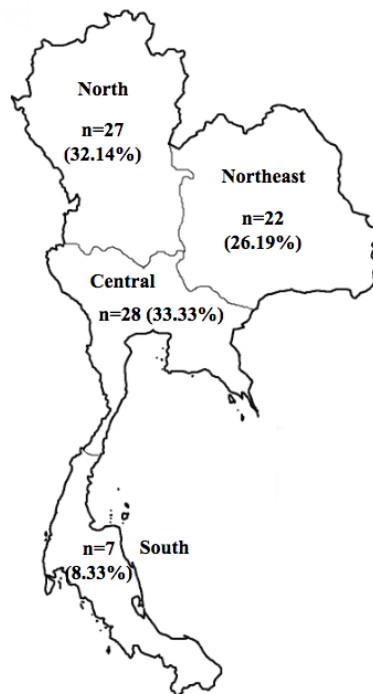 North
n=27
(32.14%)
Northeast
n=22
(26.19%)
Central
n=28 (33.33%)
n=7
South
(8.33%)